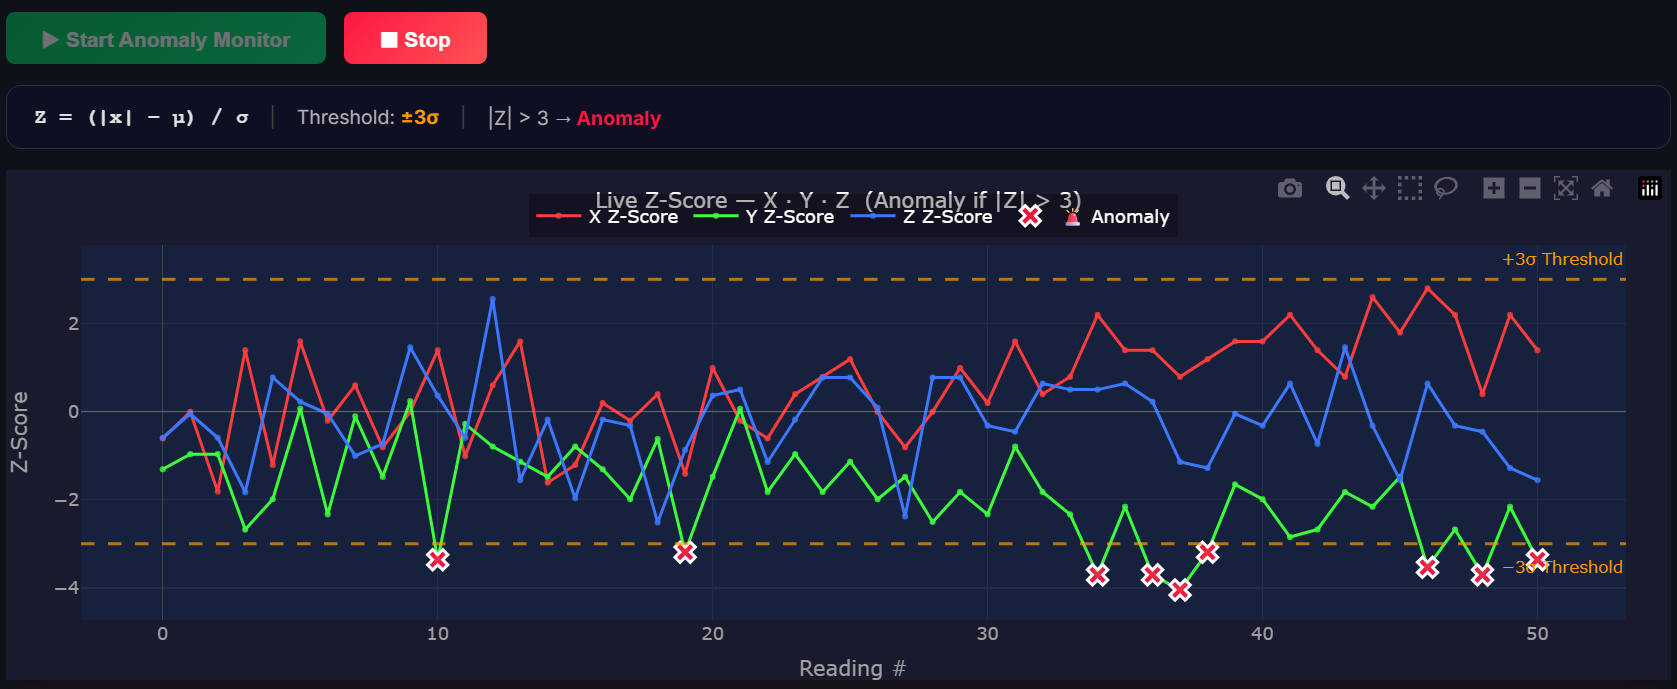 ▶ Start Anomaly Monitor
■ Stop
Z = (|x| − μ) / σ | Threshold: ±3σ | |Z| > 3 → Anomaly
Live Z-Score — X · Y · Z (Anomaly if |Z| > 3)
X Z-Score Y Z-Score Z Z-Score 🚨 Anomaly
+3σ Threshold
2
0
Z-Score
−2
−4
−3σ Threshold
0 10 20 30 40 50
Reading #